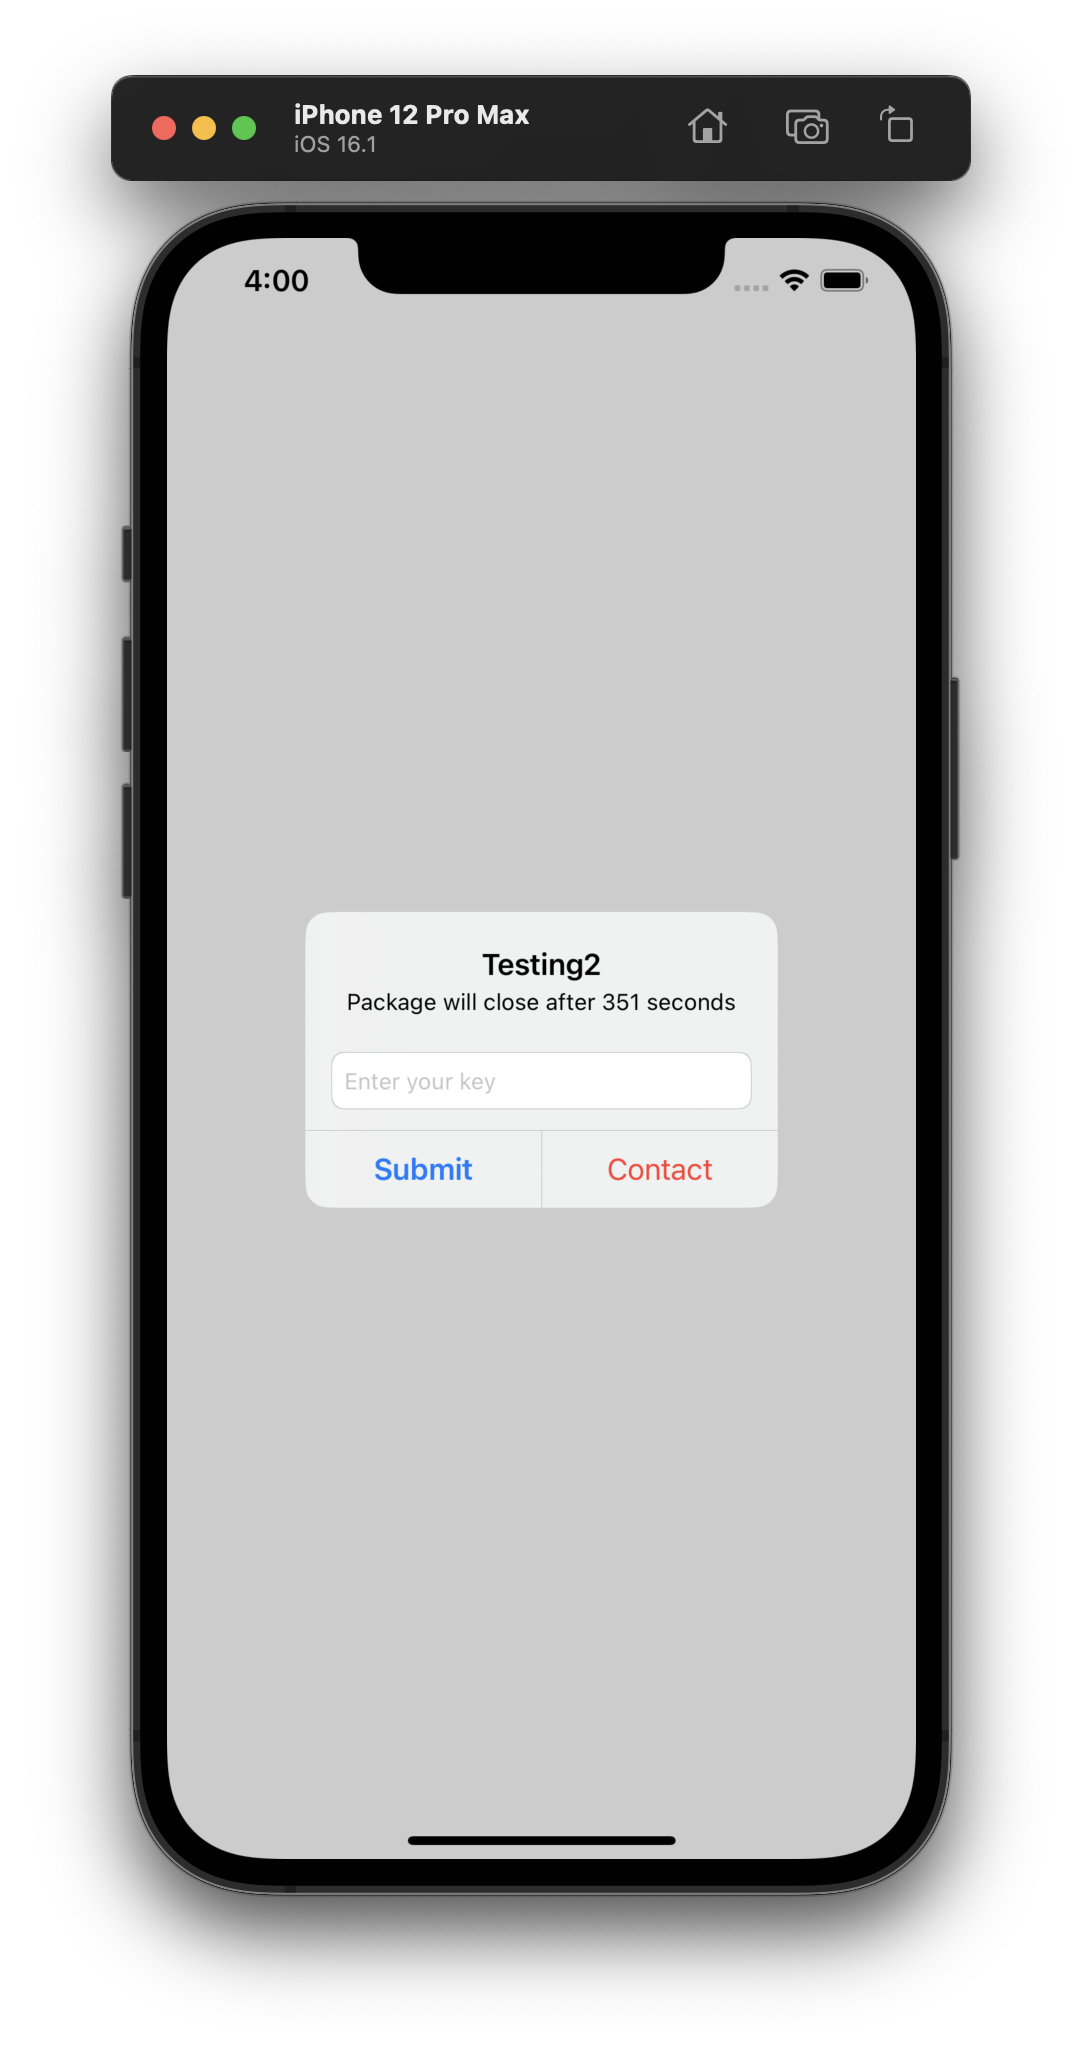 iPhone 12 Pro Max
iOS 16.1
4:00
Testing2
Package will close after 351 seconds
Enter your key
Submit
Contact